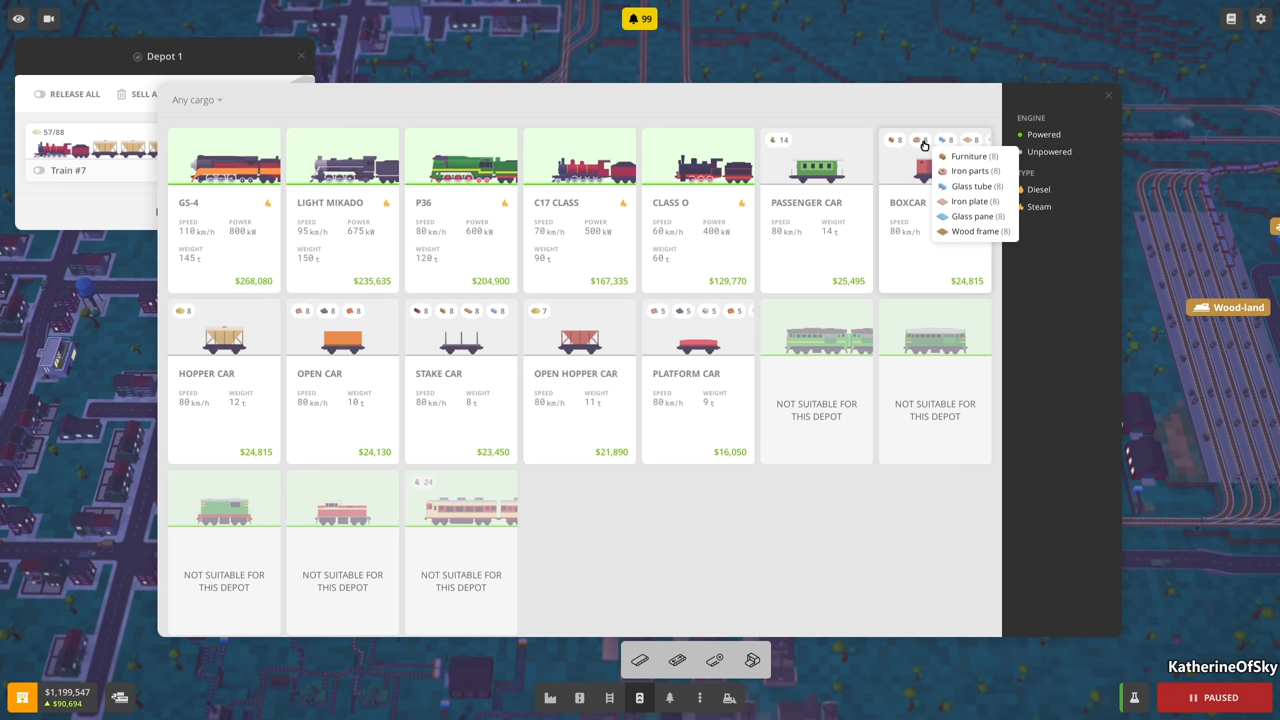 99
Depot 1
RELEASE ALL
SELL A
57/88
Train #7
Any cargo
GS-4
SPEED POWER
110 km/h 800 kW
WEIGHT
145 t
$268,080
LIGHT MIKADO
SPEED POWER
95 km/h 675 kW
WEIGHT
150 t
$235,635
P36
SPEED POWER
80 km/h 600 kW
WEIGHT
120 t
$204,900
C17 CLASS
SPEED POWER
70 km/h 500 kW
WEIGHT
90 t
$167,335
CLASS O
SPEED POWER
60 km/h 400 kW
WEIGHT
60 t
$129,770
14
PASSENGER CAR
SPEED WEIGHT
80 km/h 14 t
$25,495
8 8 8 8
BOXCAR
SPEED
80 km/h
$24,815
Furniture (8)
Iron parts (8)
Glass tube (8)
Iron plate (8)
Glass pane (8)
Wood frame (8)
8
HOPPER CAR
SPEED WEIGHT
80 km/h 12 t
$24,815
8 8 8
OPEN CAR
SPEED WEIGHT
80 km/h 10 t
$24,130
8 8 8 8
STAKE CAR
SPEED WEIGHT
80 km/h 8 t
$23,450
7
OPEN HOPPER CAR
SPEED WEIGHT
80 km/h 11 t
$21,890
5 5 5 5
PLATFORM CAR
SPEED WEIGHT
80 km/h 9 t
$16,050
NOT SUITABLE FOR
THIS DEPOT
NOT SUITABLE FOR
THIS DEPOT
NOT SUITABLE FOR
THIS DEPOT
NOT SUITABLE FOR
THIS DEPOT
24
NOT SUITABLE FOR
THIS DEPOT
ENGINE
Powered
Unpowered
TYPE
Diesel
Steam
Wood-land
KatherineOfSky
$1,199,547
$90,694
PAUSED